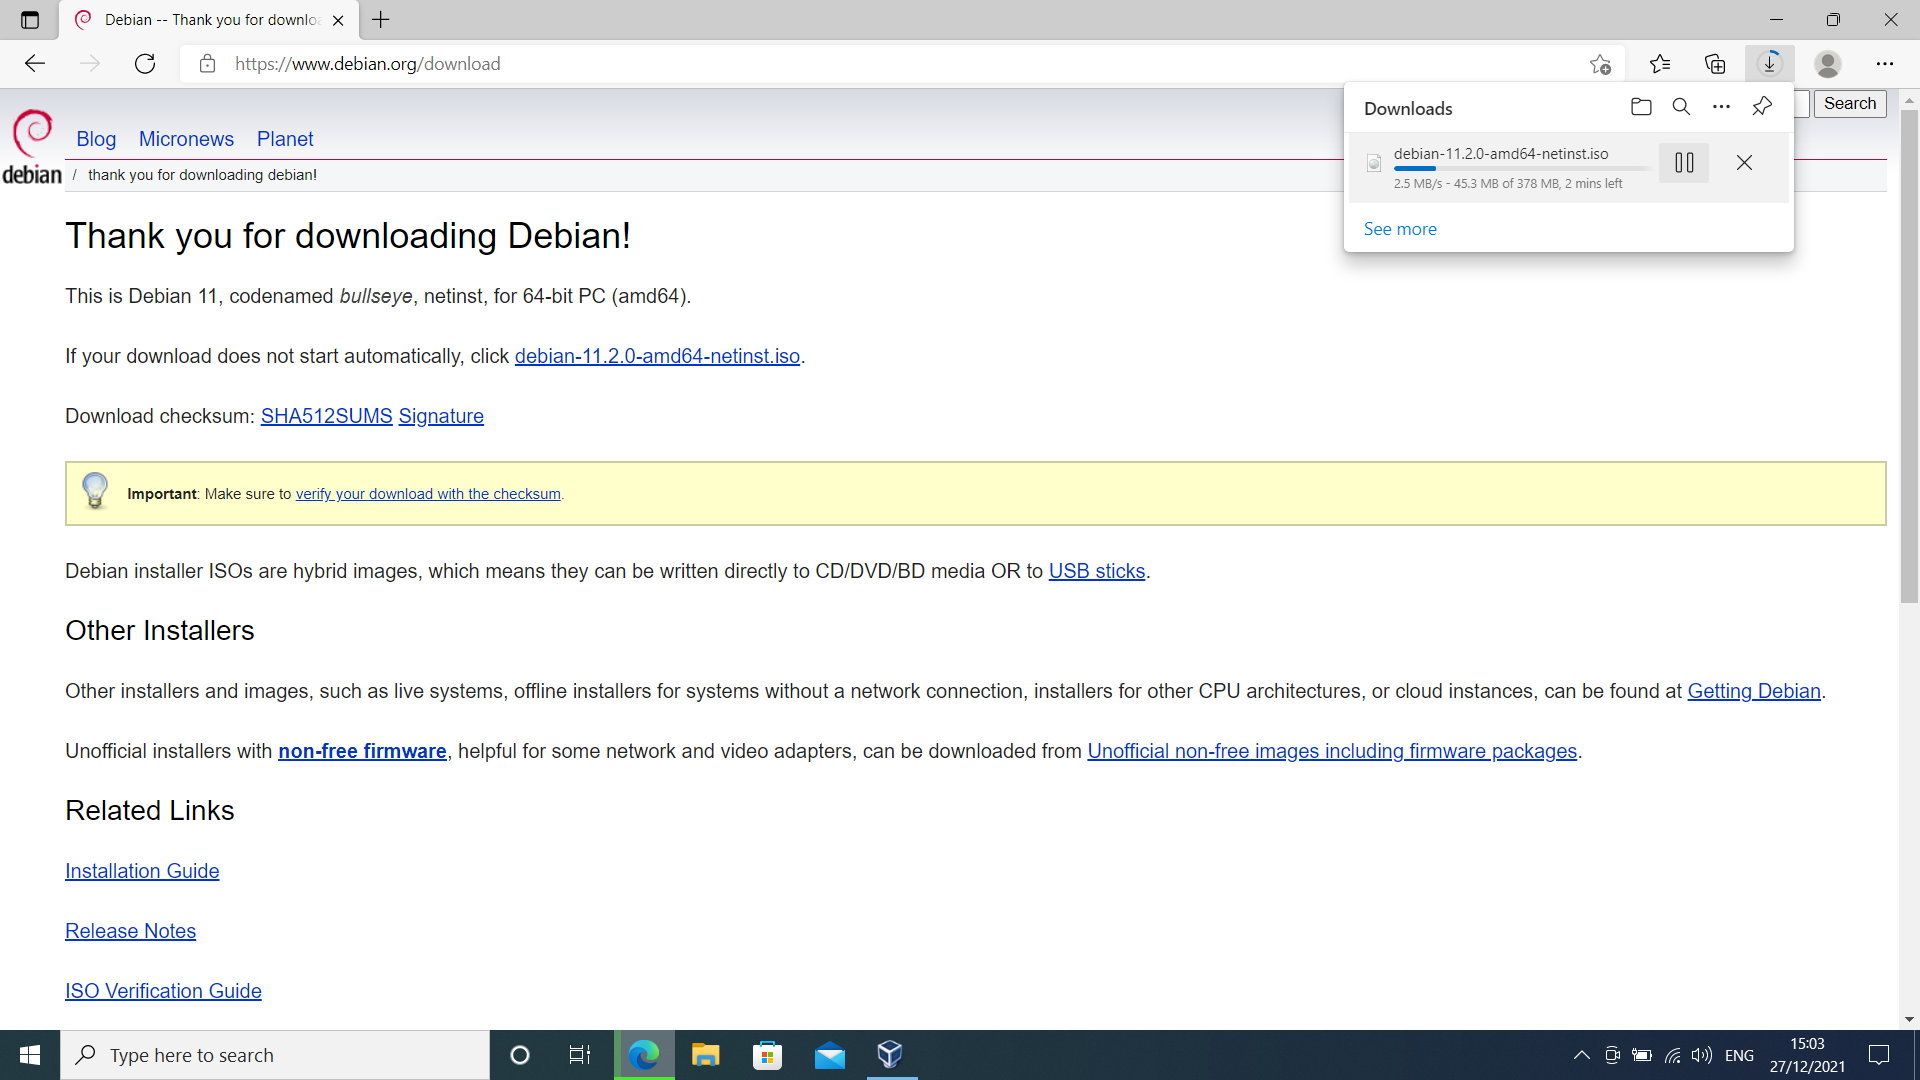 Debian -- Thank you for downloa
https://www.debian.org/download
Downloads
Search
debian-11.2.0-amd64-netinst.iso
2.5 MB/s - 45.3 MB of 378 MB, 2 mins left
See more
debian
Blog Micronews Planet
/ thank you for downloading debian!
Thank you for downloading Debian!
This is Debian 11, codenamed bullseye, netinst, for 64-bit PC (amd64).
If your download does not start automatically, click debian-11.2.0-amd64-netinst.iso.
Download checksum: SHA512SUMS Signature
Important: Make sure to verify your download with the checksum.
Debian installer ISOs are hybrid images, which means they can be written directly to CD/DVD/BD media OR to USB sticks.
Other Installers
Other installers and images, such as live systems, offline installers for systems without a network connection, installers for other CPU architectures, or cloud instances, can be found at Getting Debian.
Unofficial installers with non-free firmware, helpful for some network and video adapters, can be downloaded from Unofficial non-free images including firmware packages.
Related Links
Installation Guide
Release Notes
ISO Verification Guide
Type here to search
ENG
15:03
27/12/2021